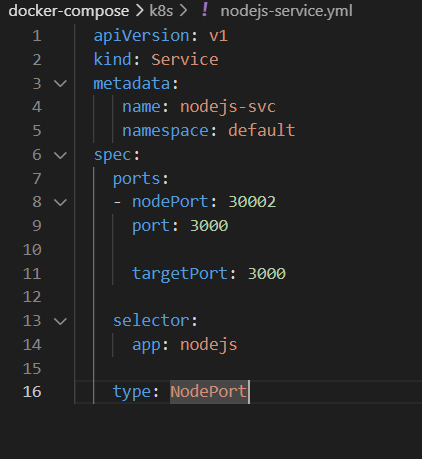 docker-compose > k8s > ! nodejs-service.yml
1 apiVersion: v1
2 kind: Service
3 metadata:
4     name: nodejs-svc
5     namespace: default
6 spec:
7   ports:
8   - nodePort: 30002
9     port: 3000
10
11     targetPort: 3000
12
13   selector:
14     app: nodejs
15
16   type: NodePort